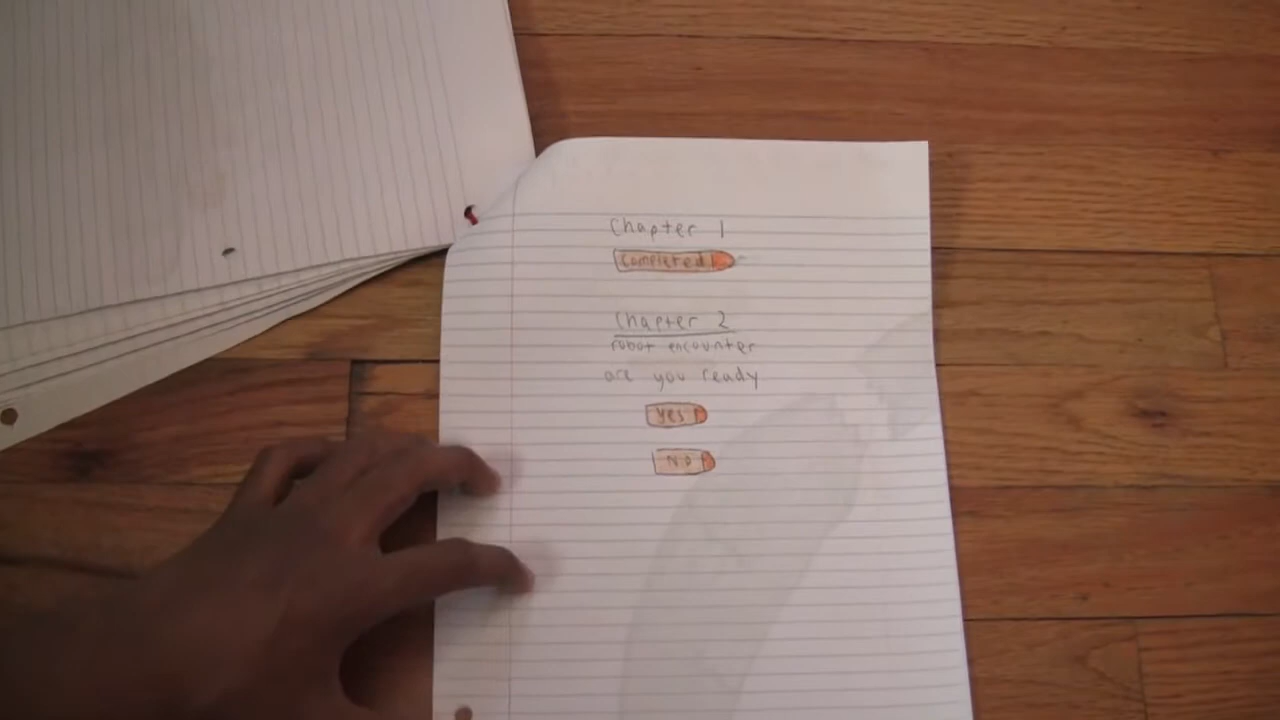 Chapter 1
Completed
Chapter 2
robot encounter
are you ready
yes
No